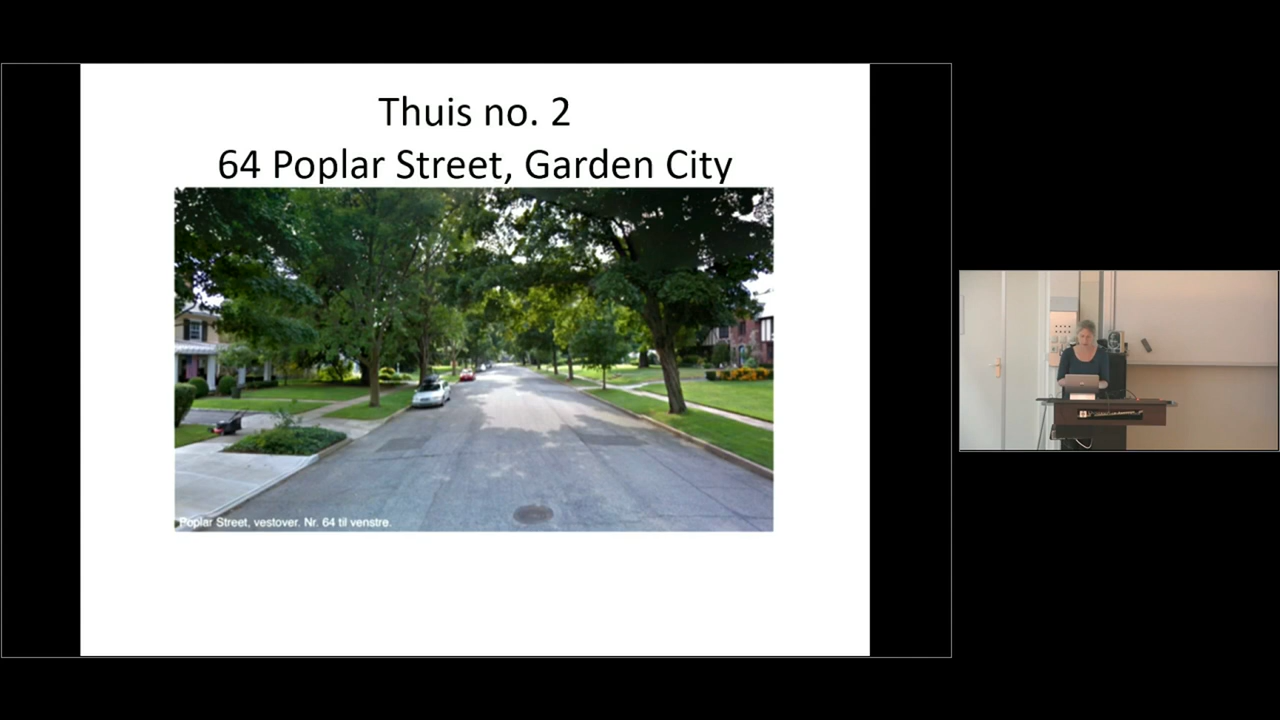 Thuis no. 2
64 Poplar Street, Garden City
Poplar Street, vestover. Nr. 64 til venstre.